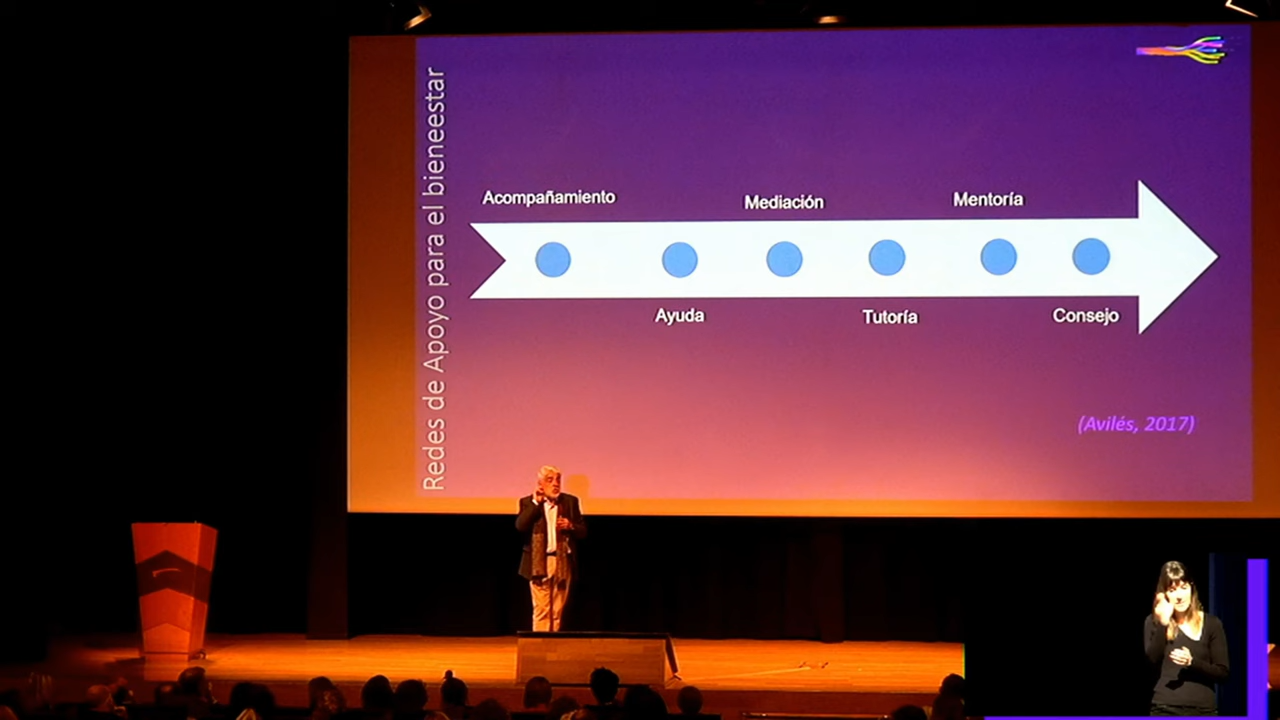 Redes de Apoyo para el bieneestar
Acompañamiento
Mediación
Mentoría
Ayuda
Tutoría
Consejo
(Avilés, 2017)